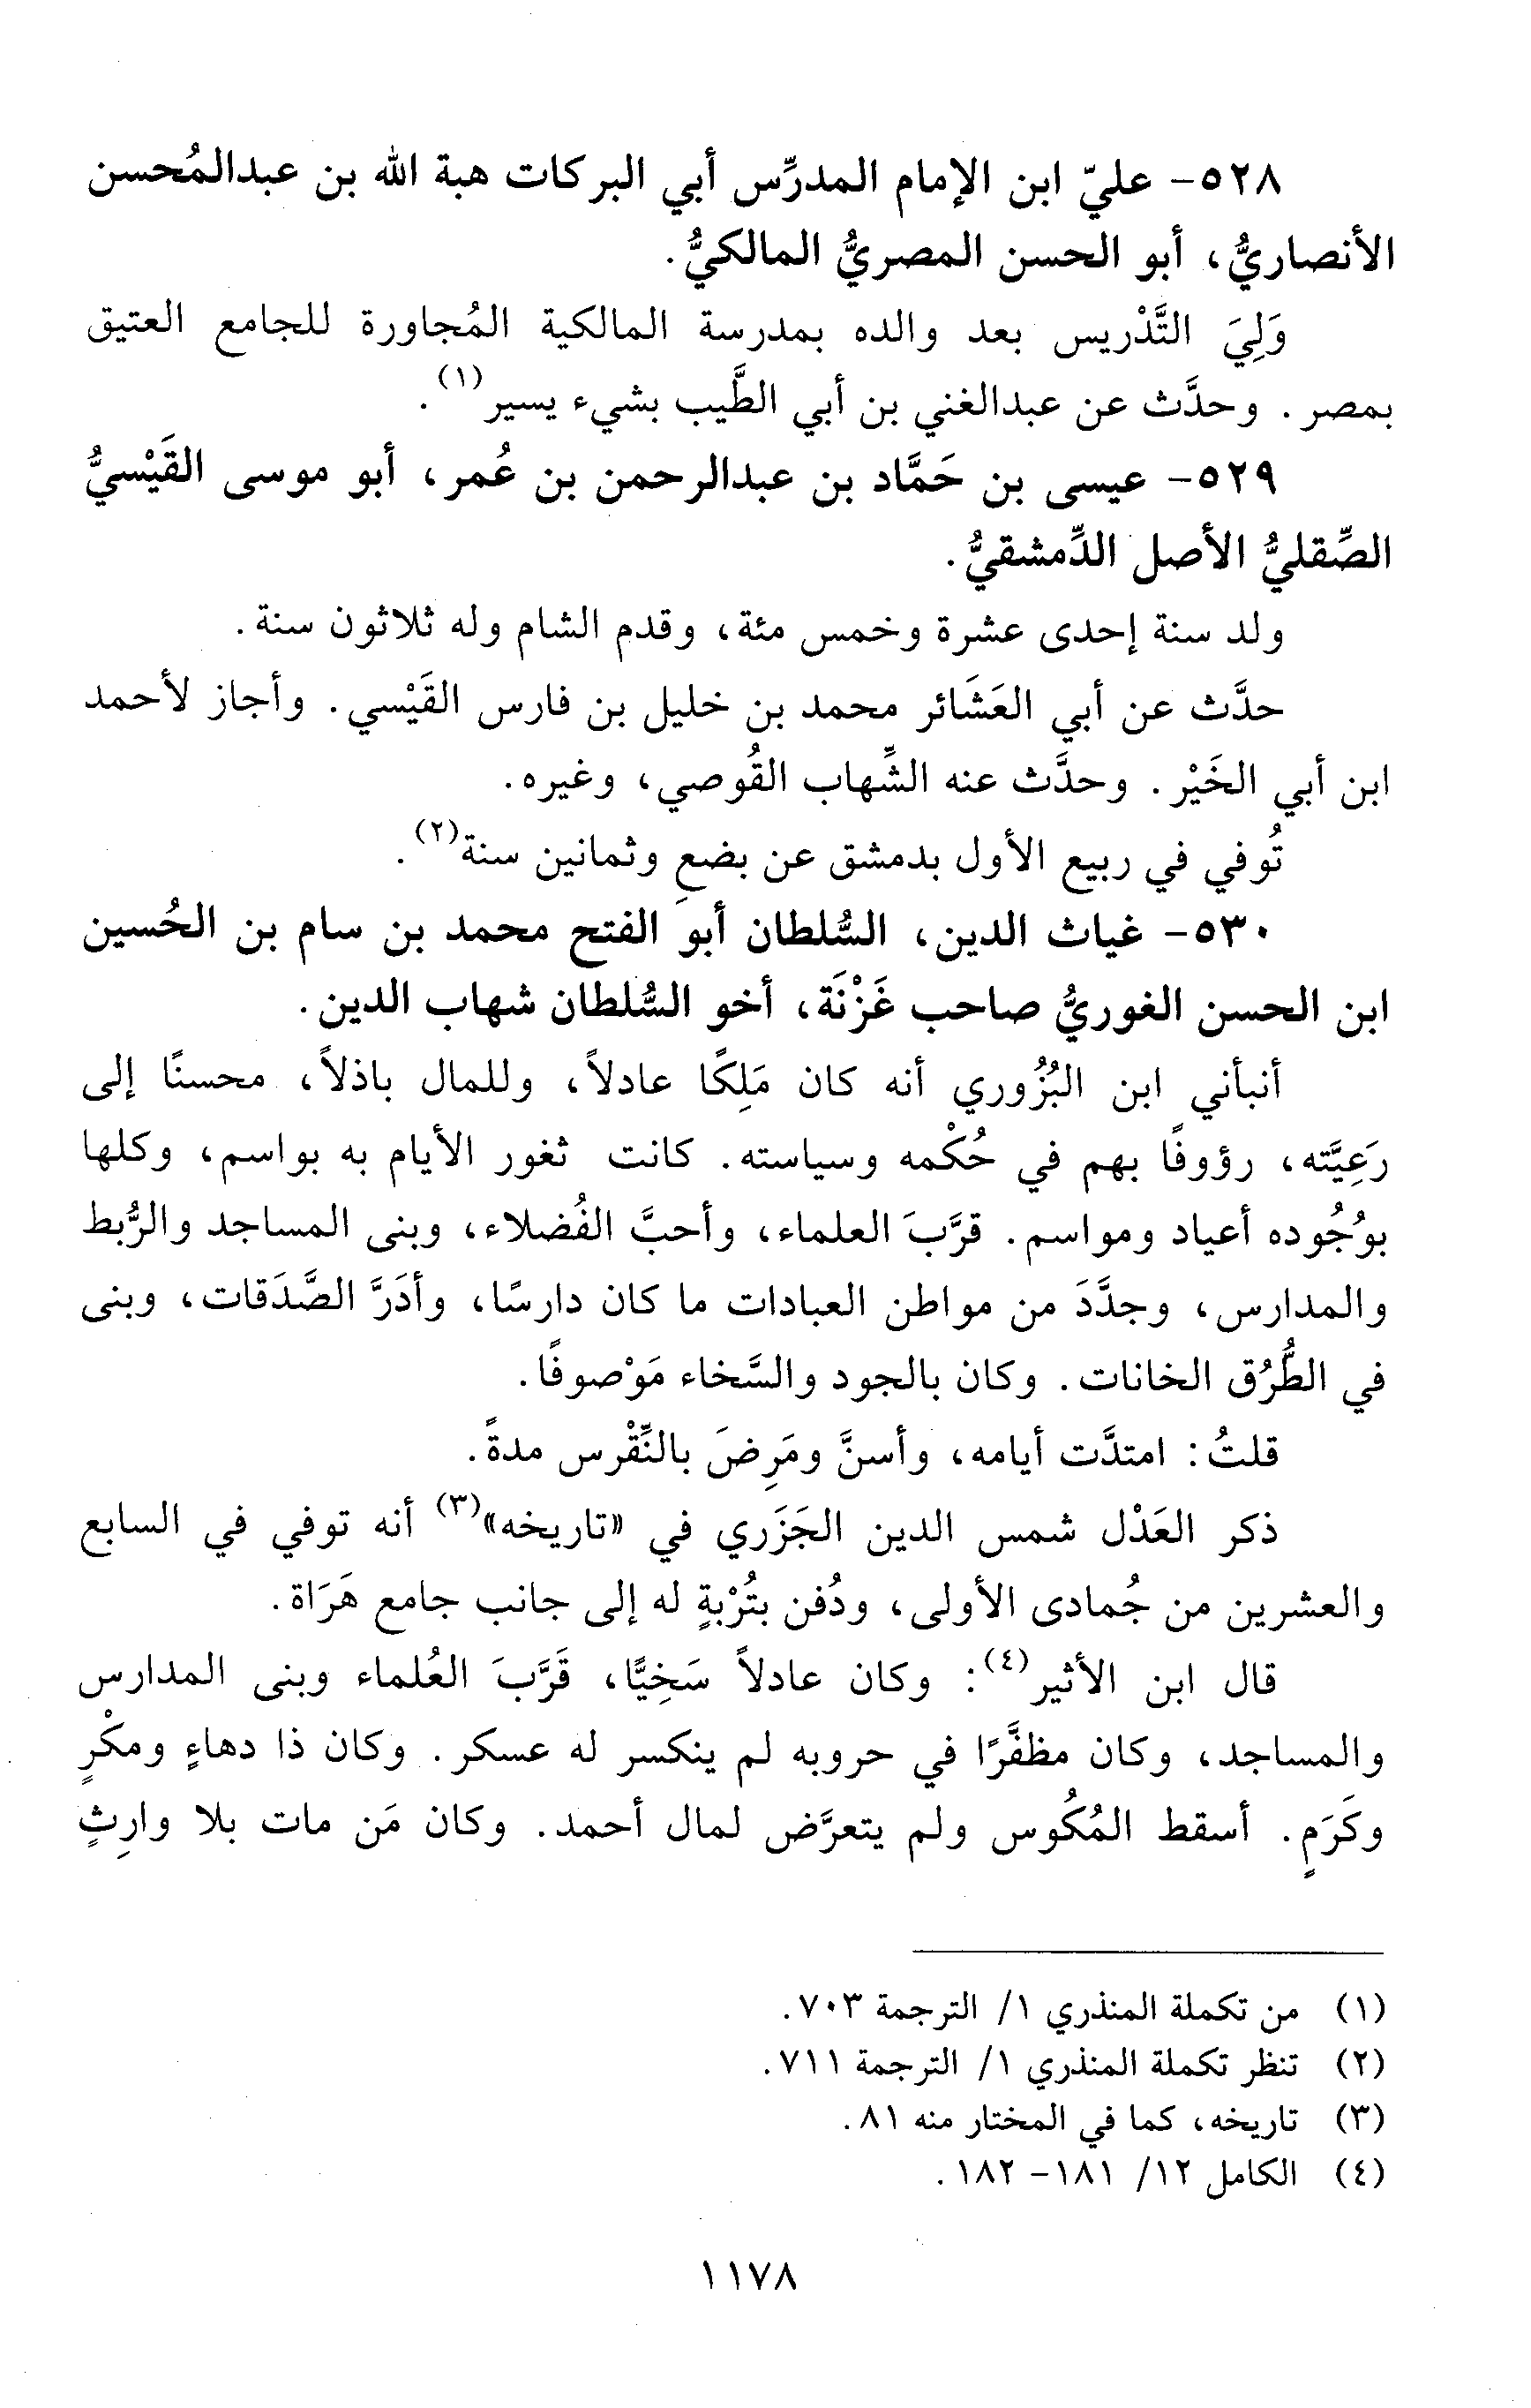 ٥٢٨- عليّ ابن الإمام المدرِّس أبي البركات هبة الله بن عبدالمُحسن
الأنصاريُّ، أبو الحسن المصريُّ المالكيُّ.
وَلِيَ التَّدْريس بعد والده بمدرسة المالكية المُجاورة للجامع العتيق
بمصر. وحدَّث عن عبدالغني بن أبي الطَّيب بشيء يسير(١).
٥٢٩- عيسى بن حَمَّاد بن عبدالرحمن بن عُمر، أبو موسى القَيْسيُّ
الصِّقليُّ الأصل الدِّمشقيُّ.
ولد سنة إحدى عشرة وخمس مئة، وقدم الشام وله ثلاثون سنة.
حدَّث عن أبي العَشَائر محمد بن خليل بن فارس القَيْسي. وأجاز لأحمد
ابن أبي الخَيْر. وحدَّث عنه الشِّهاب القُوصي، وغيره.
تُوفي في ربيع الأول بدمشق عن بضعٍ وثمانين سنة(٢).
٥٣٠- غياث الدين، السُّلطان أبو الفتح محمد بن سام بن الحُسين
ابن الحسن الغوريُّ صاحب غَزْنَة، أخو السُّلطان شهاب الدين.
أنبأني ابن البُزُوري أنه كان مَلِكًا عادلاً، وللمال باذلاً، محسنًا إلى
رَعِيَّته، رؤوفًا بهم في حُكْمه وسياسته. كانت ثغور الأيام به بواسم، وكلها
بوُجُوده أعياد ومواسم. قرَّبَ العلماء، وأحبَّ الفُضلاء، وبنى المساجد والرُّبط
والمدارس، وجدَّدَ من مواطن العبادات ما كان دارسًا، وأدَرَّ الصَّدَقات، وبنى
في الطُّرُق الخانات. وكان بالجود والسَّخاء مَوْصوفًا.
قلتُ: امتدَّت أيامه، وأسنَّ ومَرِضَ بالنِّقْرس مدةً.
ذكر العَدْل شمس الدين الجَزَري في «تاريخه»(٣) أنه توفي في السابع
والعشرين من جُمادى الأولى، ودُفن بتُرْبةٍ له إلى جانب جامع هَرَاة.
قال ابن الأثير(٤): وكان عادلاً سَخِيًّا، قَرَّبَ العُلماء وبنى المدارس
والمساجد، وكان مظفَّرًا في حروبه لم ينكسر له عسكر. وكان ذا دهاءٍ ومكْرٍ
وكَرَمٍ. أسقط المُكُوس ولم يتعرَّض لمال أحمد. وكان مَن مات بلا وارِثٍ
(١) من تكملة المنذري ١/ الترجمة ٧٠٣.
(٢) تنظر تكملة المنذري ١/ الترجمة ٧١١.
(٣) تاريخه، كما في المختار منه ٨١.
(٤) الكامل ١٢/ ١٨١- ١٨٢.
١١٧٨